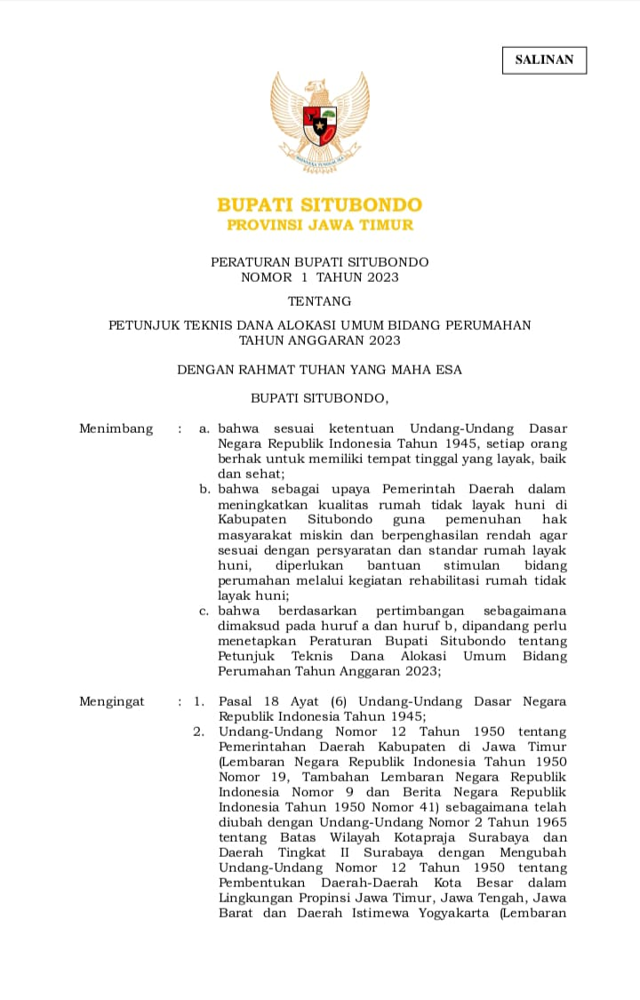 SALINAN
BUPATI SITUBONDO
PROVINSI JAWA TIMUR
PERATURAN BUPATI SITUBONDO
NOMOR 1 TAHUN 2023
TENTANG
PETUNJUK TEKNIS DANA ALOKASI UMUM BIDANG PERUMAHAN
TAHUN ANGGARAN 2023
DENGAN RAHMAT TUHAN YANG MAHA ESA
BUPATI SITUBONDO,
Menimbang : a. bahwa sesuai ketentuan Undang-Undang Dasar
Negara Republik Indonesia Tahun 1945, setiap orang
berhak untuk memiliki tempat tinggal yang layak, baik
dan sehat;
b. bahwa sebagai upaya Pemerintah Daerah dalam
meningkatkan kualitas rumah tidak layak huni di
Kabupaten Situbondo guna pemenuhan hak
masyarakat miskin dan berpenghasilan rendah agar
sesuai dengan persyaratan dan standar rumah layak
huni, diperlukan bantuan stimulan bidang
perumahan melalui kegiatan rehabilitasi rumah tidak
layak huni;
c. bahwa berdasarkan pertimbangan sebagaimana
dimaksud pada huruf a dan huruf b, dipandang perlu
menetapkan Peraturan Bupati Situbondo tentang
Petunjuk Teknis Dana Alokasi Umum Bidang
Perumahan Tahun Anggaran 2023;
Mengingat : 1. Pasal 18 Ayat (6) Undang-Undang Dasar Negara
Republik Indonesia Tahun 1945;
2. Undang-Undang Nomor 12 Tahun 1950 tentang
Pemerintahan Daerah Kabupaten di Jawa Timur
(Lembaran Negara Republik Indonesia Tahun 1950
Nomor 19, Tambahan Lembaran Negara Republik
Indonesia Nomor 9 dan Berita Negara Republik
Indonesia Tahun 1950 Nomor 41) sebagaimana telah
diubah dengan Undang-Undang Nomor 2 Tahun 1965
tentang Batas Wilayah Kotapraja Surabaya dan
Daerah Tingkat II Surabaya dengan Mengubah
Undang-Undang Nomor 12 Tahun 1950 tentang
Pembentukan Daerah-Daerah Kota Besar dalam
Lingkungan Propinsi Jawa Timur, Jawa Tengah, Jawa
Barat dan Daerah Istimewa Yogyakarta (Lembaran